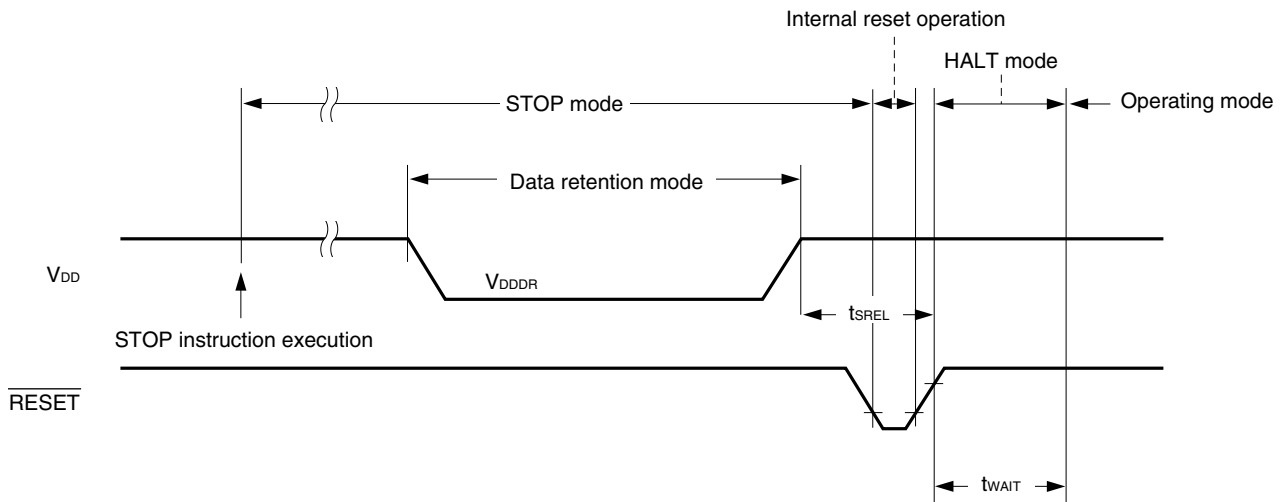 Internal reset operation
HALT mode
STOP mode
Operating mode
Data retention mode
VDD
VDDDR
STOP instruction execution
tSREL
RESET
tWAIT